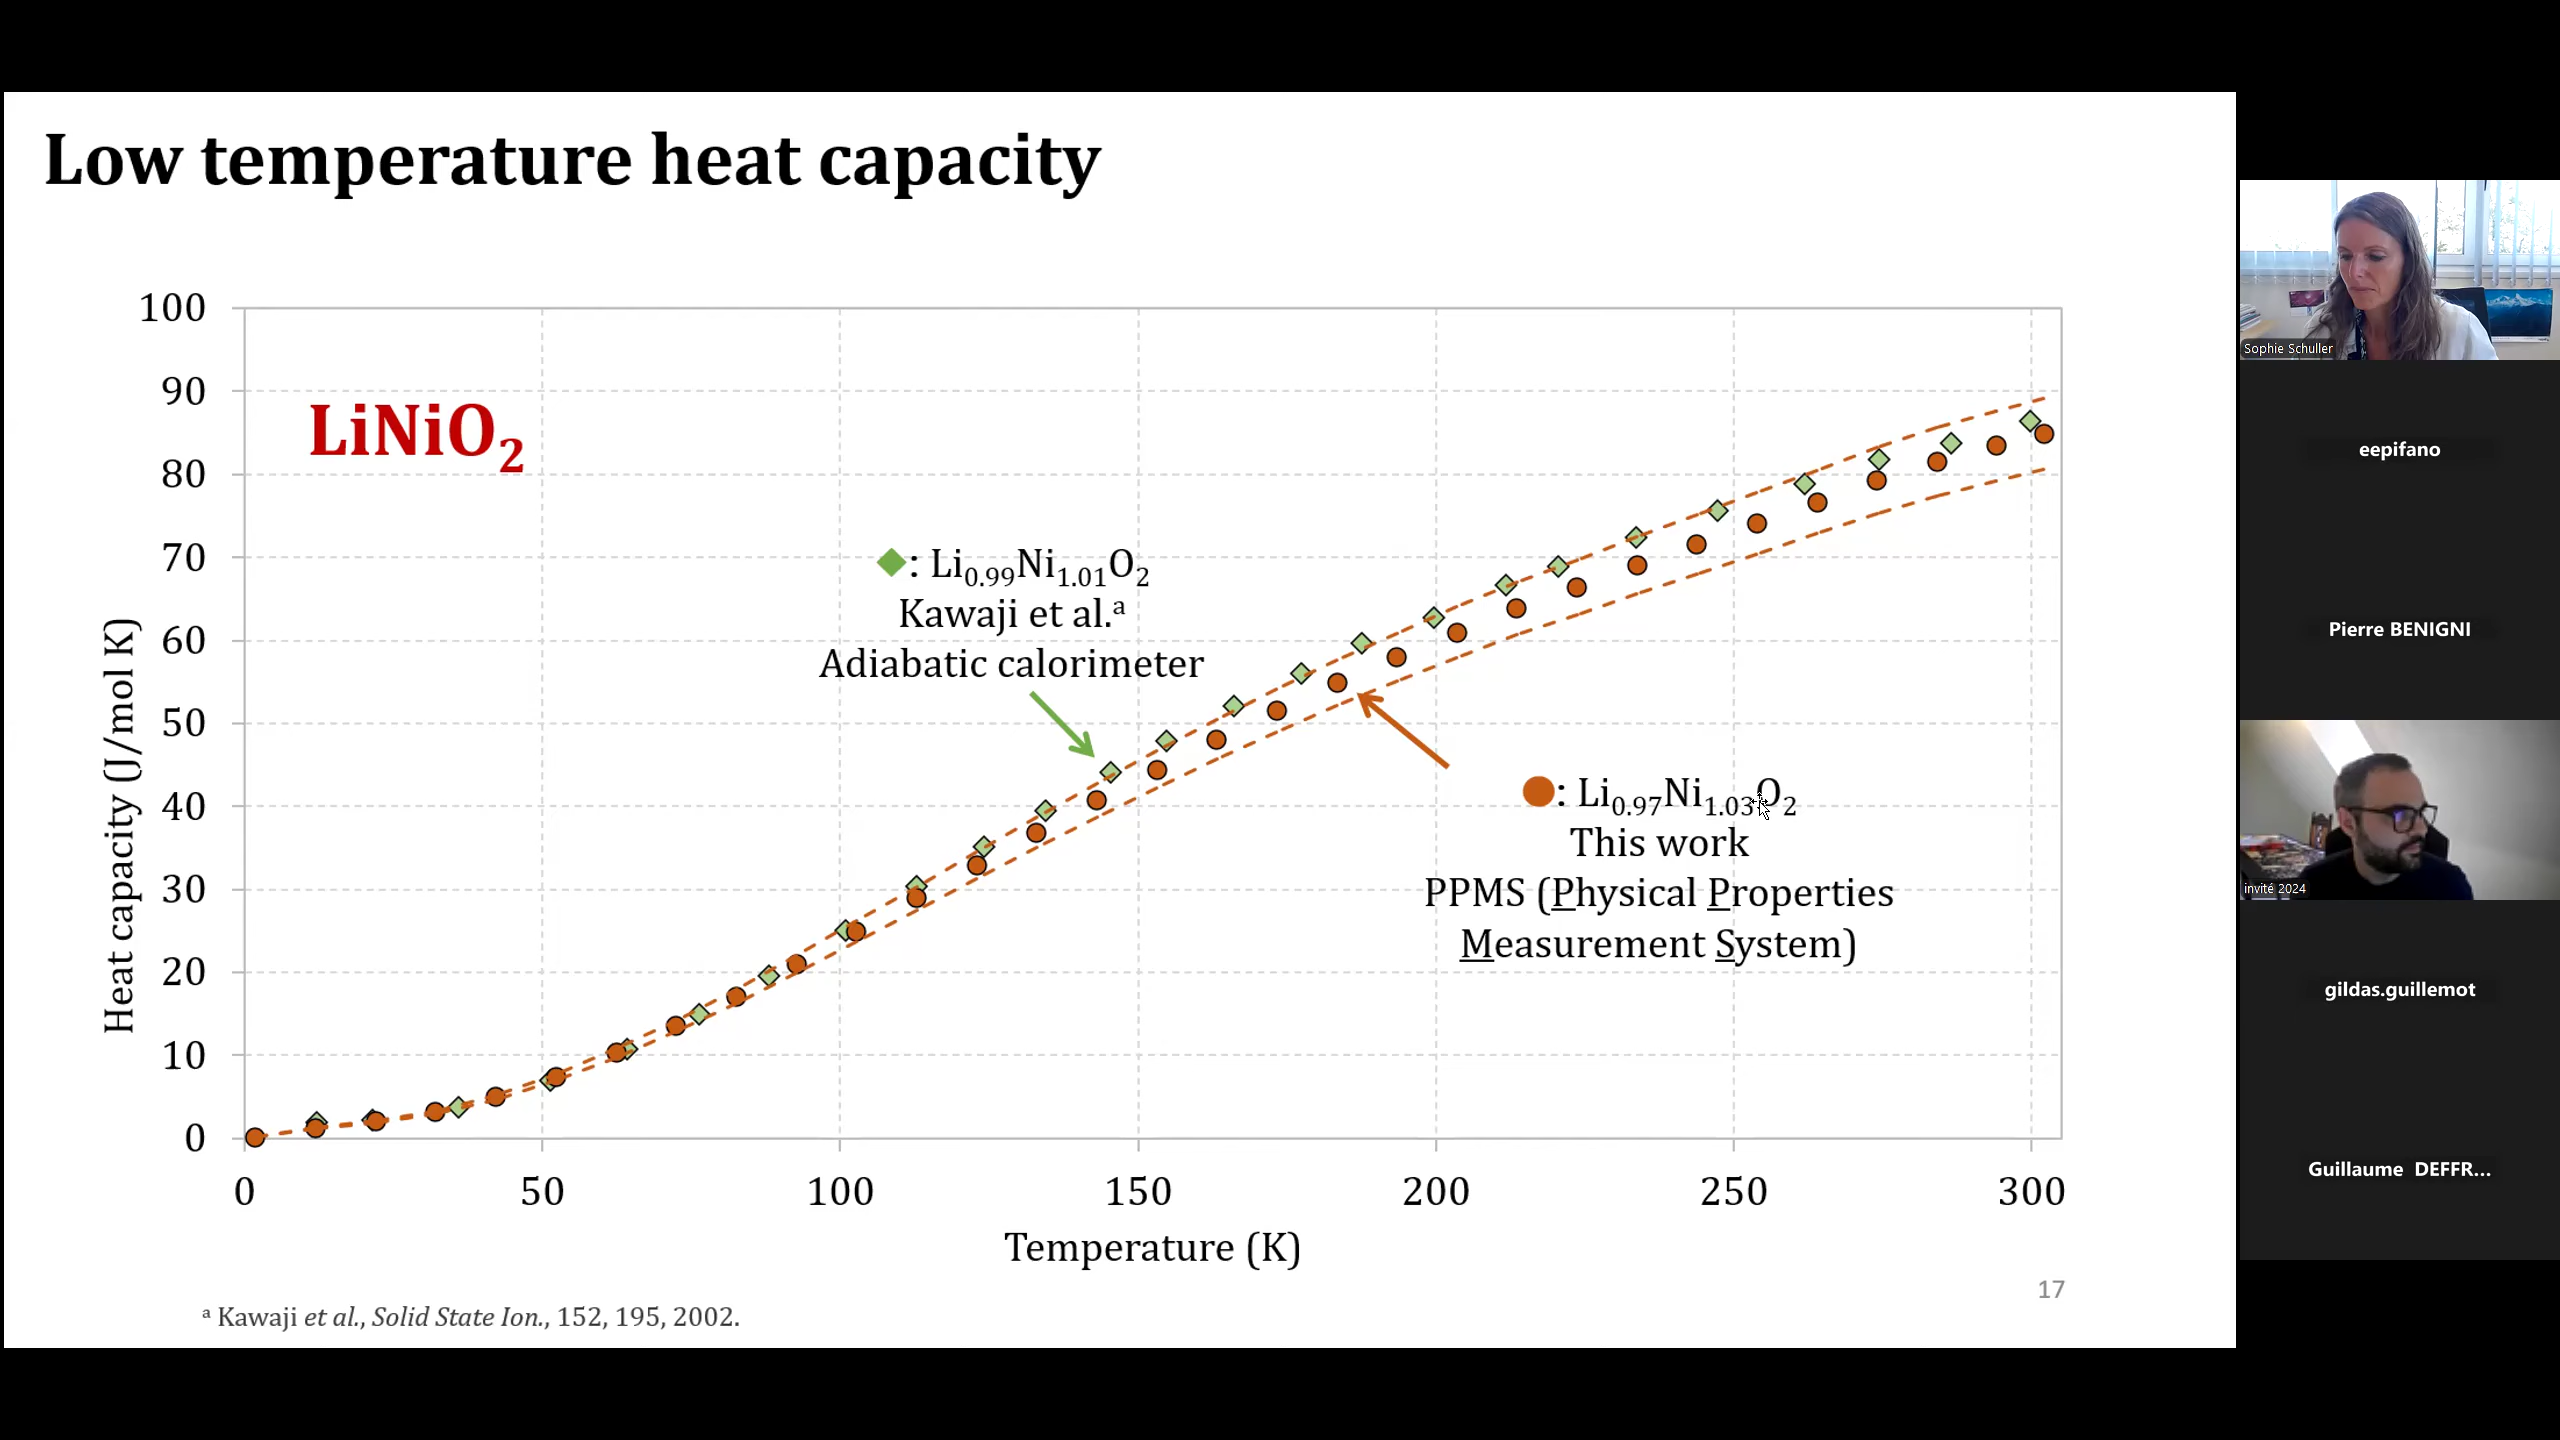 Low temperature heat capacity
100
90
80
70
60
50
40
30
20
10
0
Heat capacity (J/mol K)
LiNiO₂
: Li₀.₉₉Ni₁.₀₁O₂
Kawaji et al.ᵃ
Adiabatic calorimeter
: Li₀.₉₇Ni₁.₀₃O₂
This work
PPMS (Physical Properties
Measurement System)
0 50 100 150 200 250 300
Temperature (K)
17
ᵃ Kawaji et al., Solid State Ion., 152, 195, 2002.
Sophie Schuller
eepifano
Pierre BENIGNI
invité 2024
gildas.guillemot
Guillaume DEFFR...